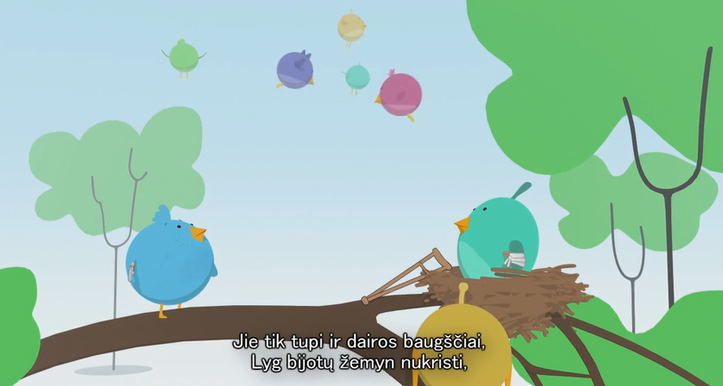 Jie tik tupi ir dairos baugščiai,
Lyg bijotų žemyn nukristi,